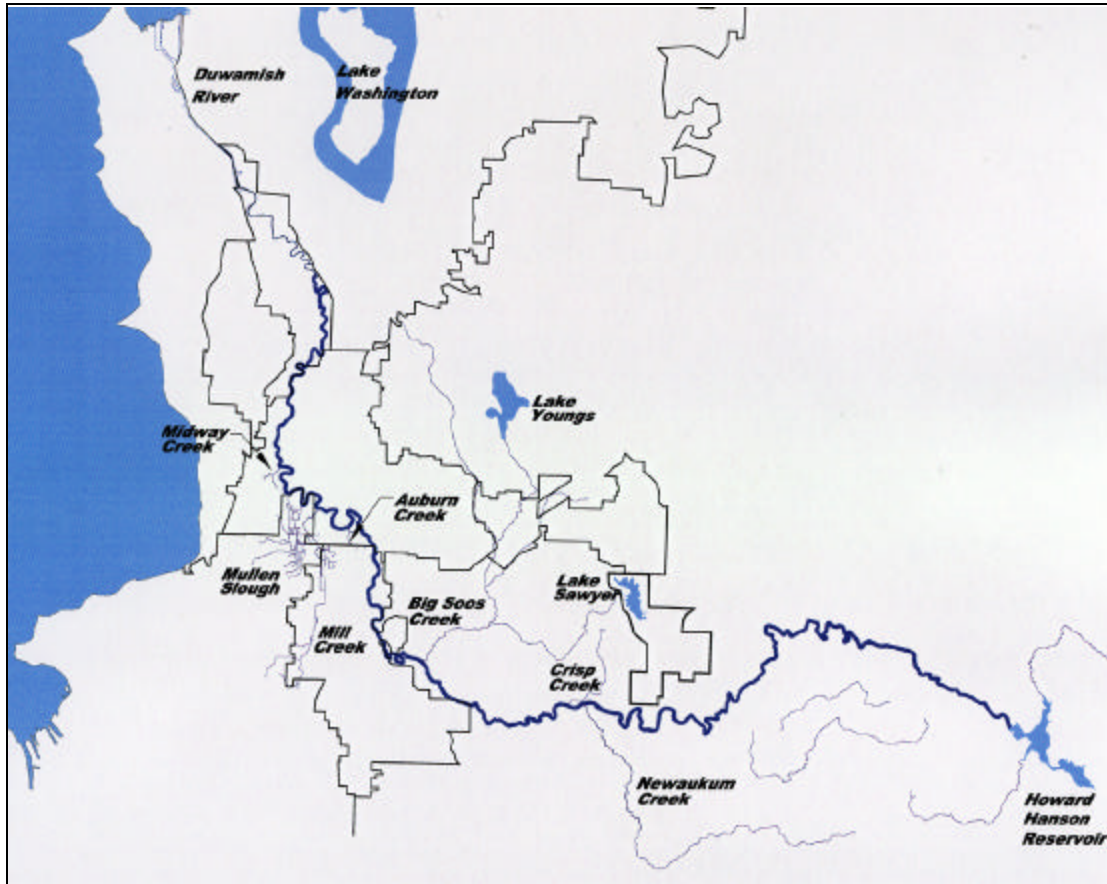 Duwamish
River
Lake
Washington
Lake
Youngs
Midway
Creek
Auburn
Creek
Mullen
Slough
Lake
Sawyer
Big Soos
Creek
Mill
Creek
Crisp
Creek
Newaukum
Creek
Howard
Hanson
Reservoir